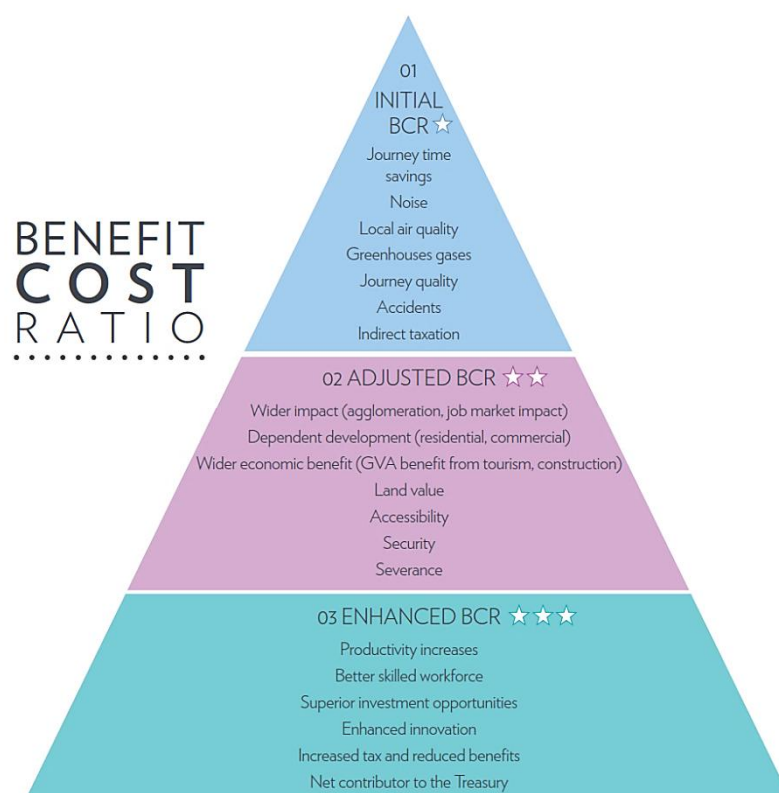 BENEFIT
COST
RATIO
01
INITIAL
BCR
Journey time
savings
Noise
Local air quality
Greenhouses gases
Journey quality
Accidents
Indirect taxation
02 ADJUSTED BCR
Wider impact (agglomeration, job market impact)
Dependent development (residential, commercial)
Wider economic benefit (GVA benefit from tourism, construction)
Land value
Accessibility
Security
Severance
03 ENHANCED BCR
Productivity increases
Better skilled workforce
Superior investment opportunities
Enhanced innovation
Increased tax and reduced benefits
Net contributor to the Treasury